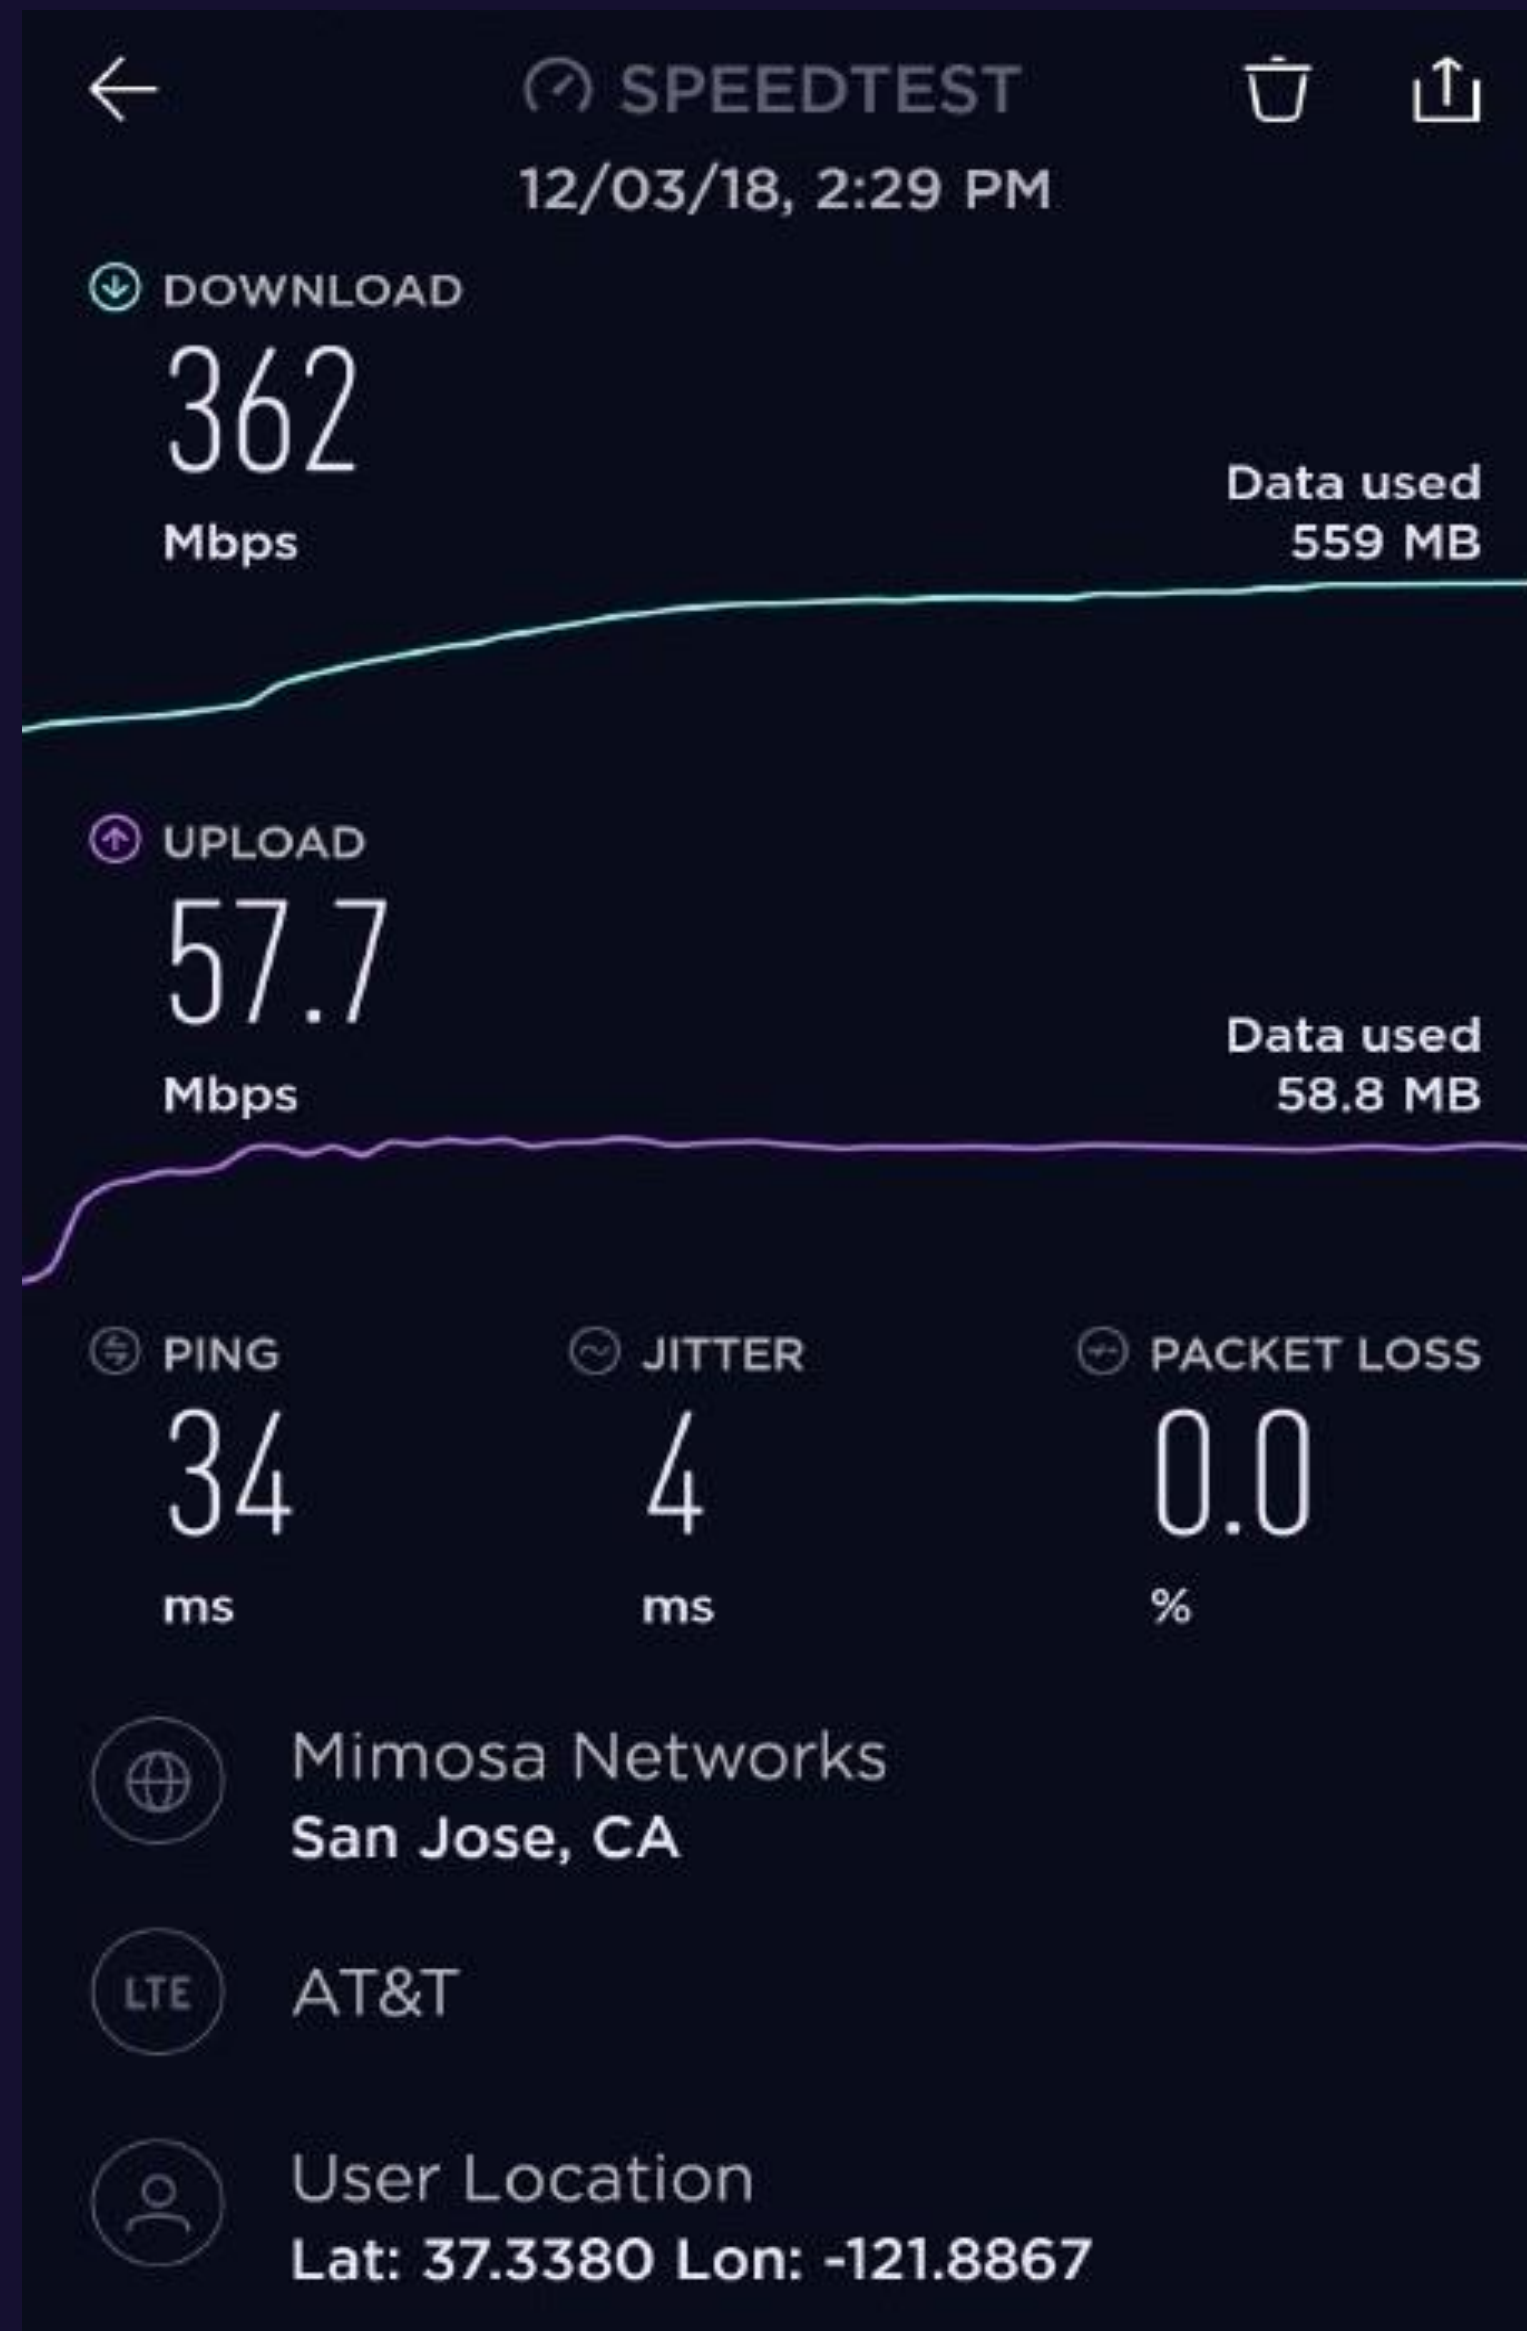 SPEEDTEST
12/03/18, 2:29 PM
DOWNLOAD
362
Mbps
Data used
559 MB
UPLOAD
57.7
Mbps
Data used
58.8 MB
PING
34
ms
JITTER
4
ms
PACKET LOSS
0.0
%
Mimosa Networks
San Jose, CA
LTE
AT&T
User Location
Lat: 37.3380 Lon: -121.8867